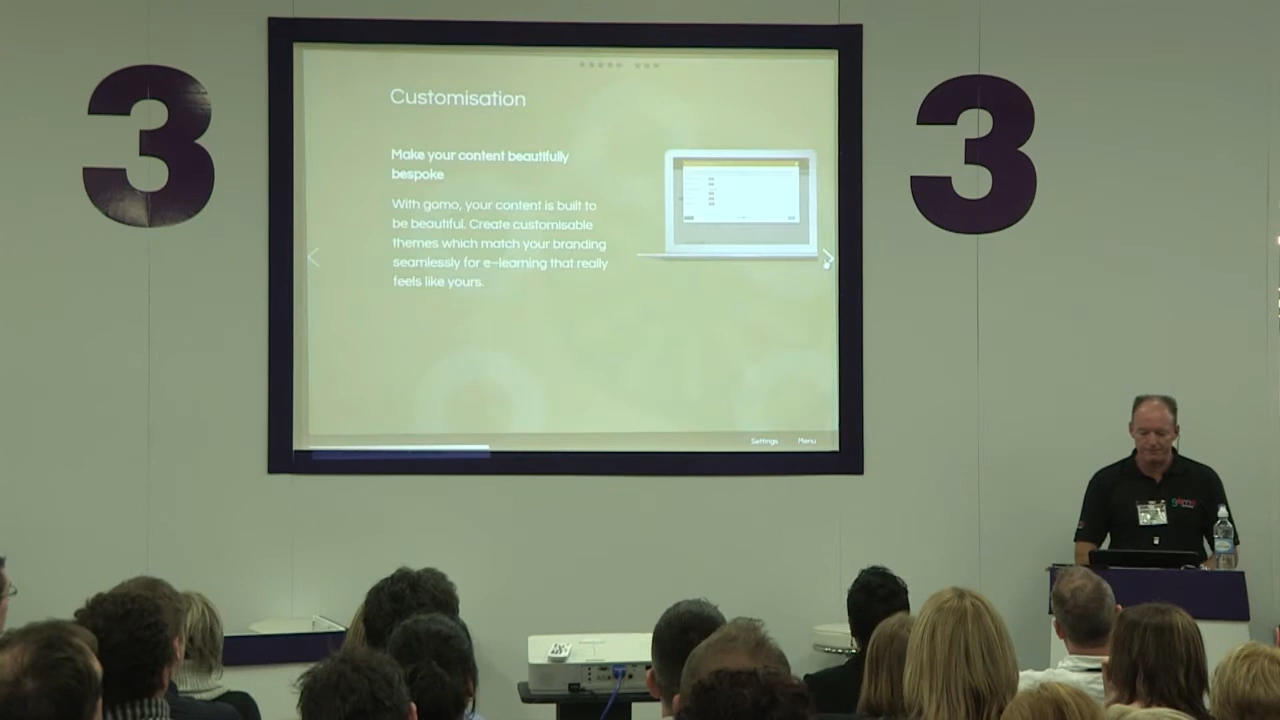 3
3
Customisation
Make your content beautifully
bespoke
With gomo, your content is built to
be beautiful. Create customisable
themes which match your branding
seamlessly for e-learning that really
feels like yours.
Settings Menu
gomo